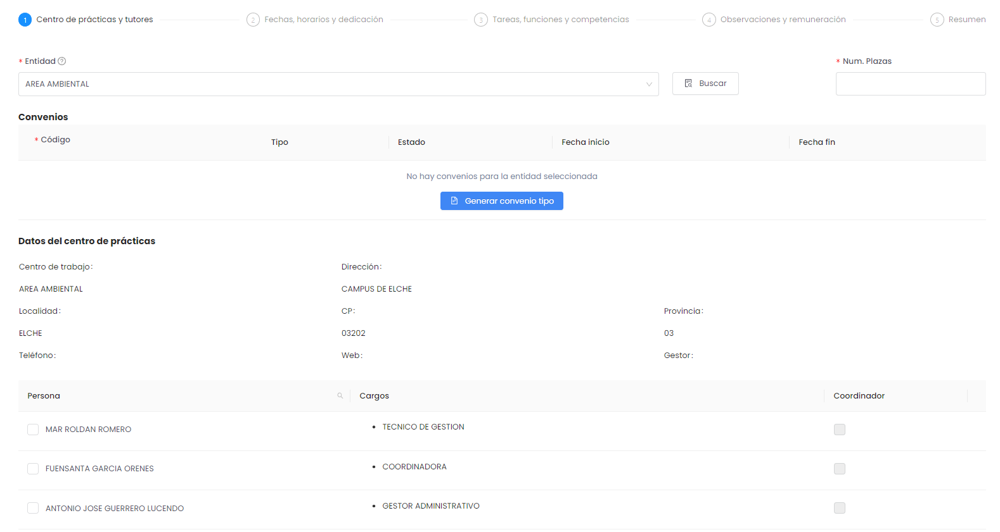 1 Centro de prácticas y tutores 2 Fechas, horarios y dedicación 3 Tareas, funciones y competencias 4 Observaciones y remuneración 5 Resumen
* Entidad ? * Num. Plazas
AREA AMBIENTAL Buscar
Convenios
* Código Tipo Estado Fecha inicio Fecha fin
No hay convenios para la entidad seleccionada
Generar convenio tipo
Datos del centro de prácticas
Centro de trabajo: Dirección:
AREA AMBIENTAL CAMPUS DE ELCHE
Localidad: CP: Provincia:
ELCHE 03202 03
Teléfono: Web: Gestor:
Persona Cargos Coordinador
MAR ROLDAN ROMERO • TECNICO DE GESTION
FUENSANTA GARCIA ORENES • COORDINADORA
ANTONIO JOSE GUERRERO LUCENDO • GESTOR ADMINISTRATIVO